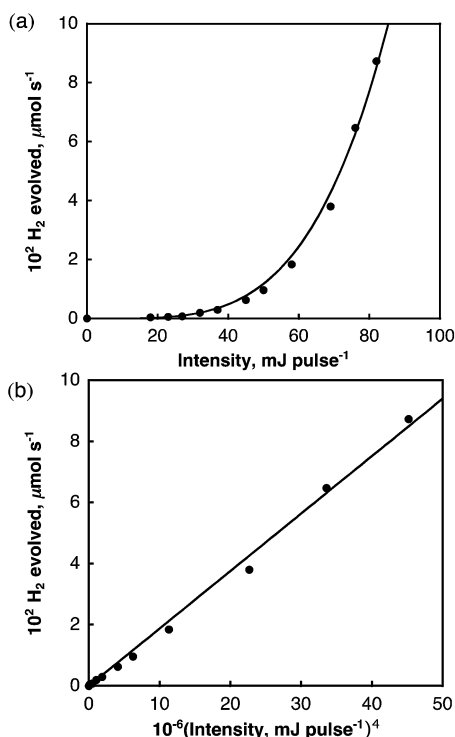 (a)
10
8
6
4
2
0
10² H₂ evolved, μmol s⁻¹
0 20 40 60 80 100
Intensity, mJ pulse⁻¹
(b)
10
8
6
4
2
0
10² H₂ evolved, μmol s⁻¹
0 10 20 30 40 50
10⁻⁶(Intensity, mJ pulse⁻¹)⁴